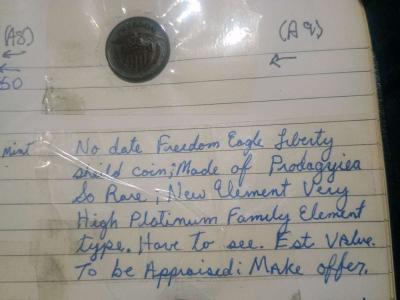 (A8)
(A9)
50
Mint
No date Freedom Eagle Liberty
sheild coin; Made of Prodagyiea
So Rare, New Element Very
High Platinum Family Element
type. Have to see. Est Value.
To be Appraised: Make offer.